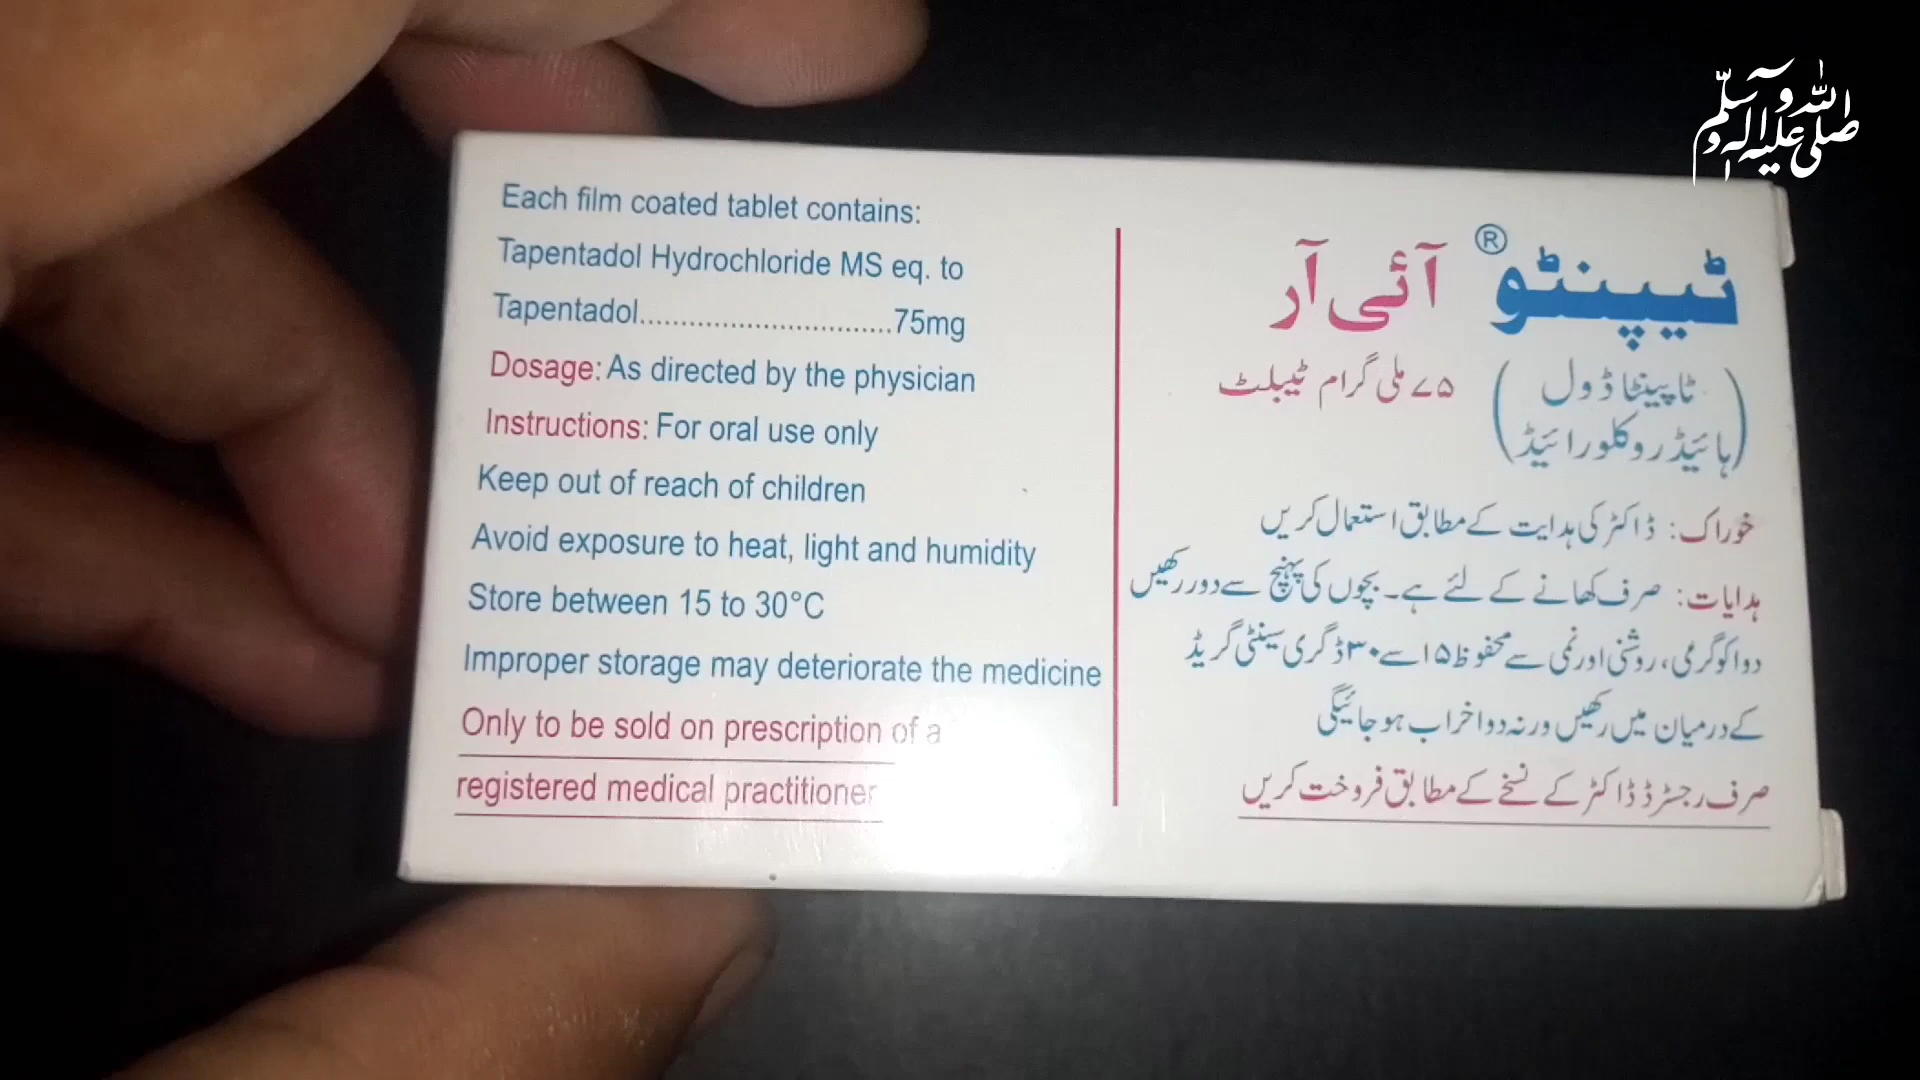 صلى الله عليه وآله وسلم
Each film coated tablet contains:
Tapentadol Hydrochloride MS eq. to
Tapentadol...............................75mg
Dosage: As directed by the physician
Instructions: For oral use only
Keep out of reach of children
Avoid exposure to heat, light and humidity
Store between 15 to 30°C
Improper storage may deteriorate the medicine
Only to be sold on prescription of a
registered medical practitioner
ٹیپنٹو® آئی آر
(ٹاپینٹاڈول
ہائیڈروکلورائیڈ)
۷۵ ملی گرام ٹیبلٹ
خوراک: ڈاکٹر کی ہدایت کے مطابق استعمال کریں
ہدایات: صرف کھانے کے لئے ہے۔ بچوں کی پہنچ سے دور رکھیں
دوا کو گرمی، روشنی اور نمی سے محفوظ ۱۵ سے ۳۰ ڈگری سینٹی گریڈ
کے درمیان میں رکھیں ورنہ دوا خراب ہو جائیگی
صرف رجسٹرڈ ڈاکٹر کے نسخے کے مطابق فروخت کریں